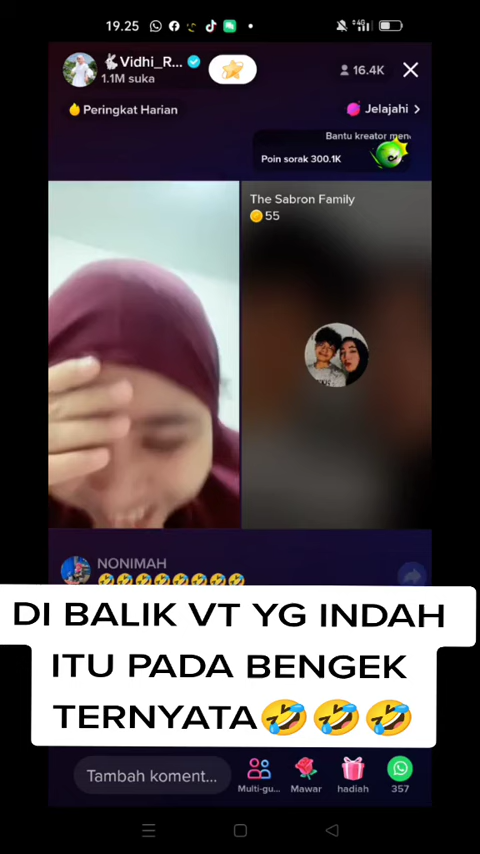 19.25
Vidhi_R...
1.1M suka
16.4K
Peringkat Harian
Jelajahi >
Bantu kreator men
Poin sorak 300.1K
The Sabron Family
55
NONIMAH
🤣🤣🤣🤣🤣🤣🤣🤣
DI BALIK VT YG INDAH
ITU PADA BENGEK
TERNYATA🤣🤣🤣
Tambah koment...
Multi-gu...
Mawar
hadiah
357